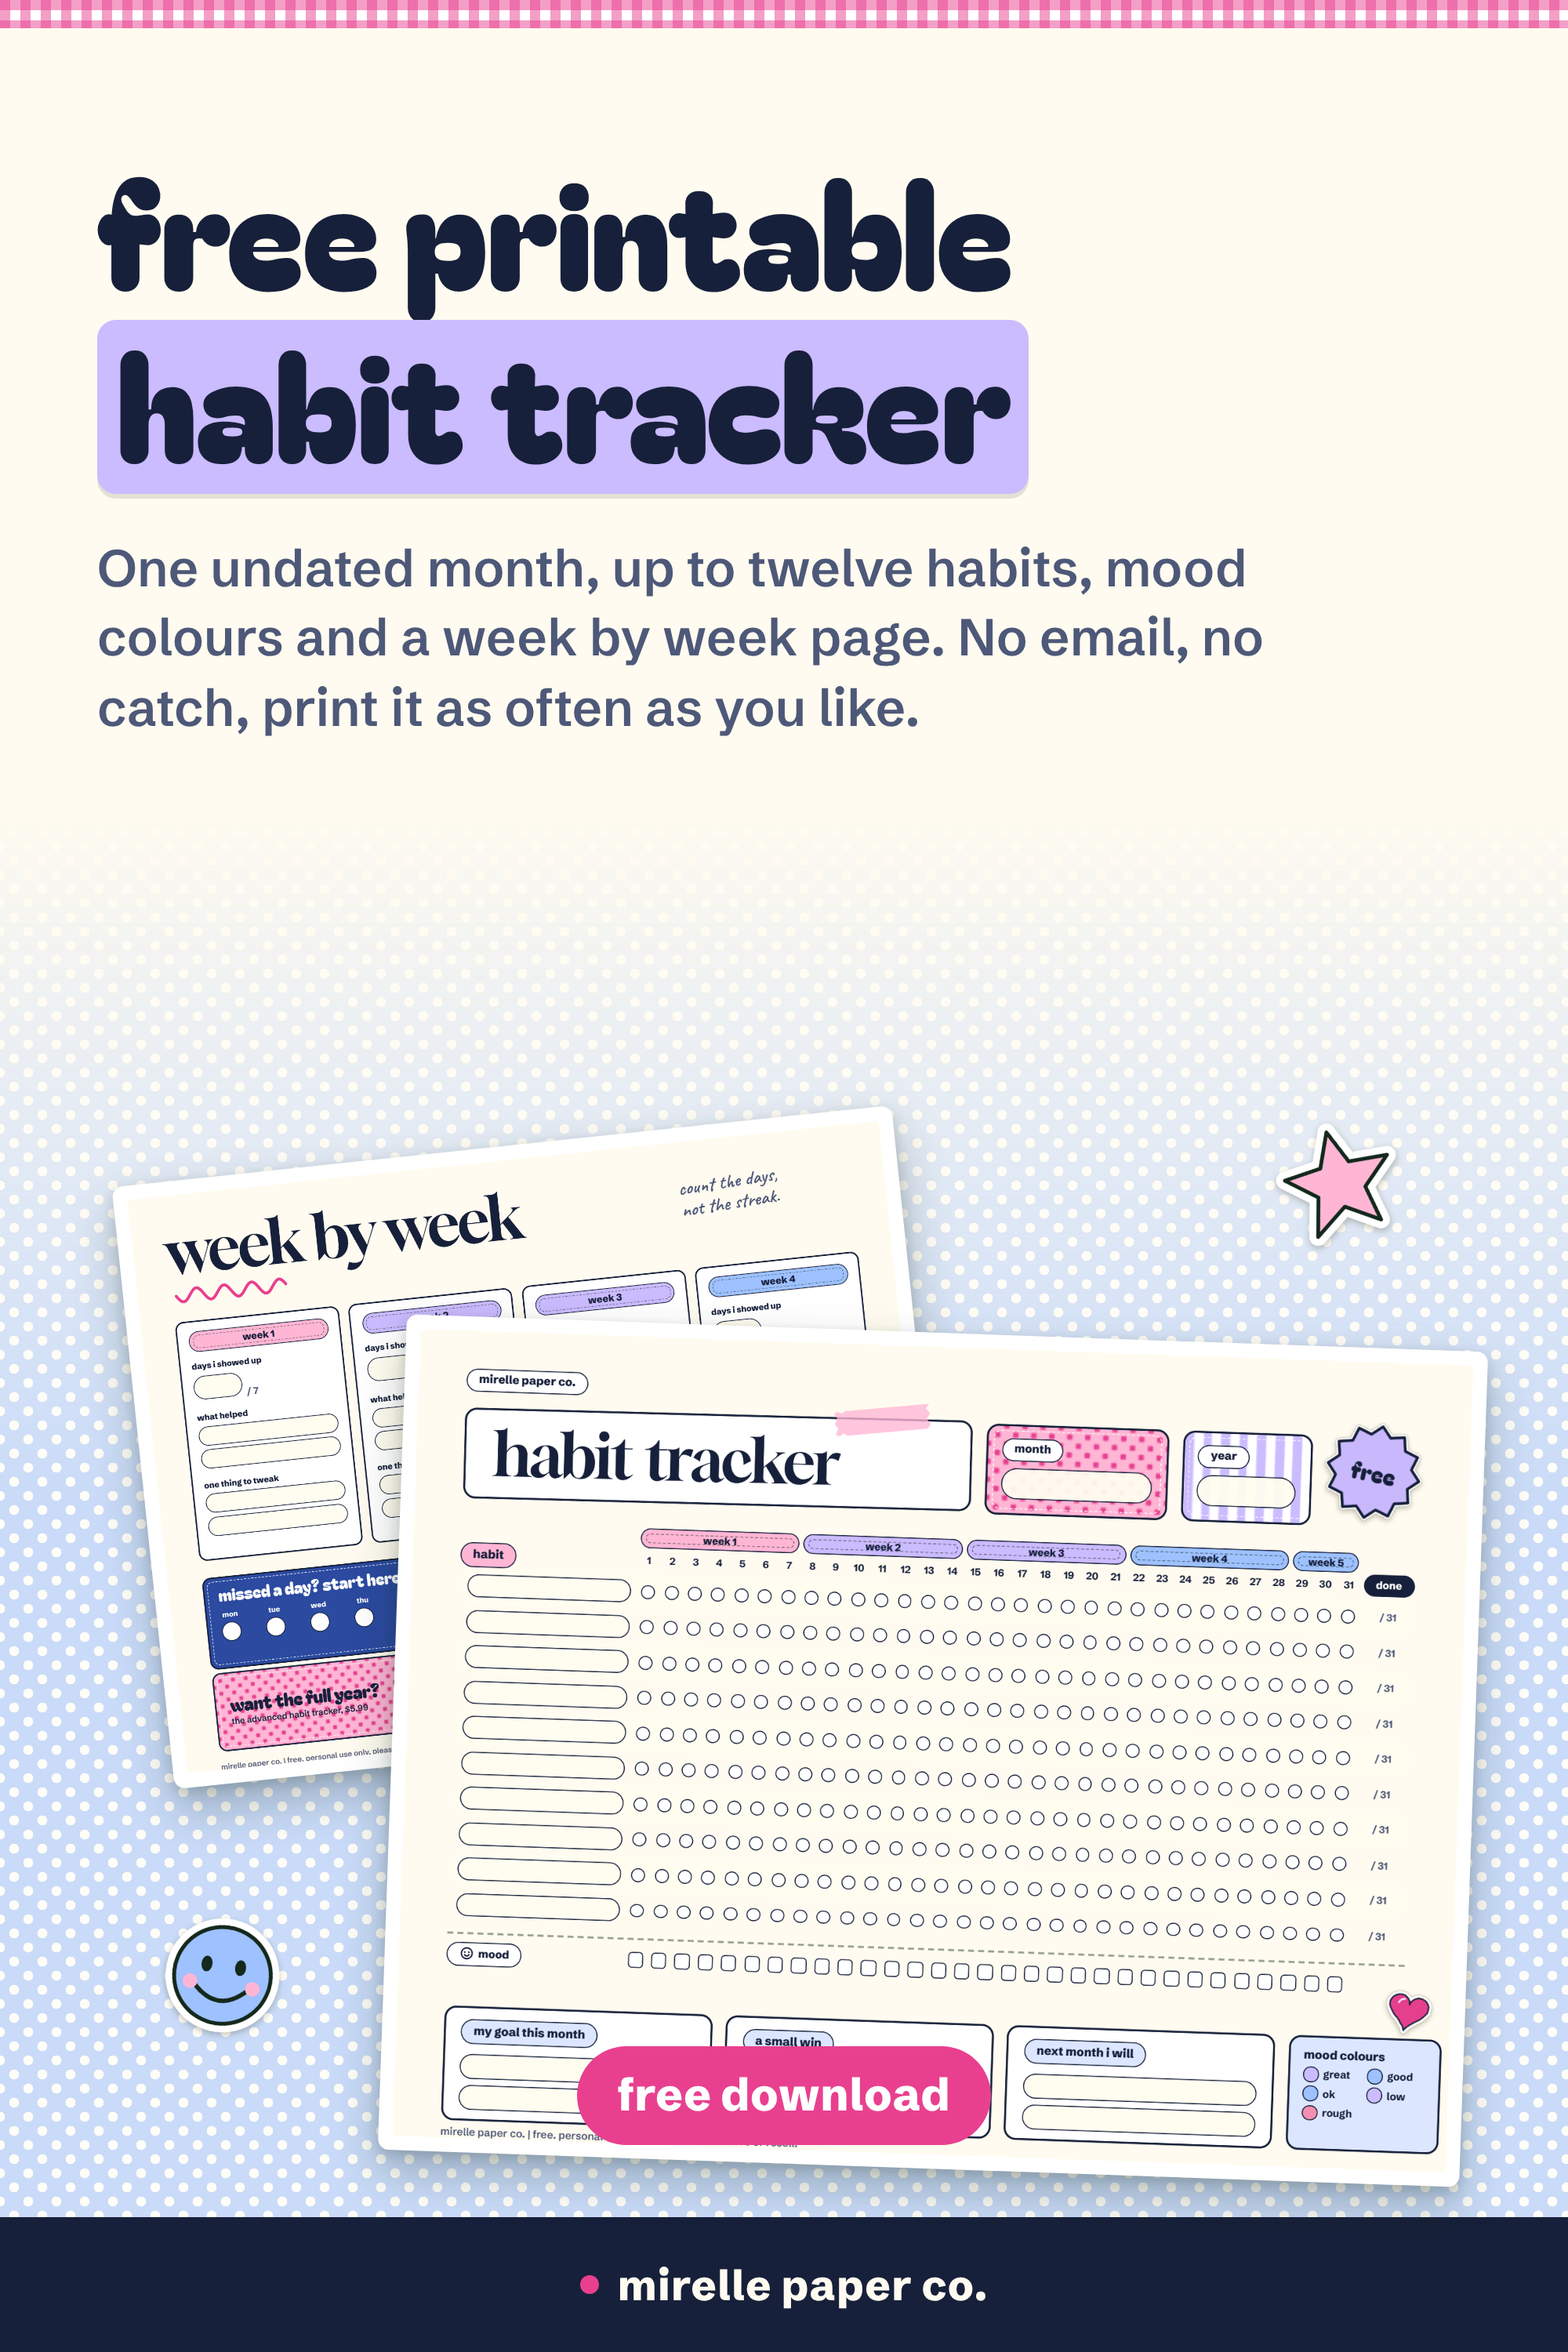 free printable
habit tracker
One undated month, up to twelve habits, mood
colours and a week by week page. No email, no
catch, print it as often as you like.
week by week
count the days,
not the streak.
week 1
days i showed up
/ 7
what helped
one thing to tweak
days i
week 3
week 4
days i showed up
missed a day? start here
mon tue wed thu
want the full year?
the advanced habit tracker, $5.99
mirelle paper co. | free. personal use only.
mirelle paper co.
habit tracker
month
year
free
habit
week 1 week 2 week 3 week 4 week 5
1 2 3 4 5 6 7 8 9 10 11 12 13 14 15 16 17 18 19 20 21 22 23 24 25 26 27 28 29 30 31
done
/ 31
/ 31
/ 31
/ 31
/ 31
/ 31
/ 31
/ 31
/ 31
/ 31
mood
my goal this month
a small win
next month i will
mood colours
great good
ok low
rough
free download
mirelle paper co. | free.
mirelle paper co.